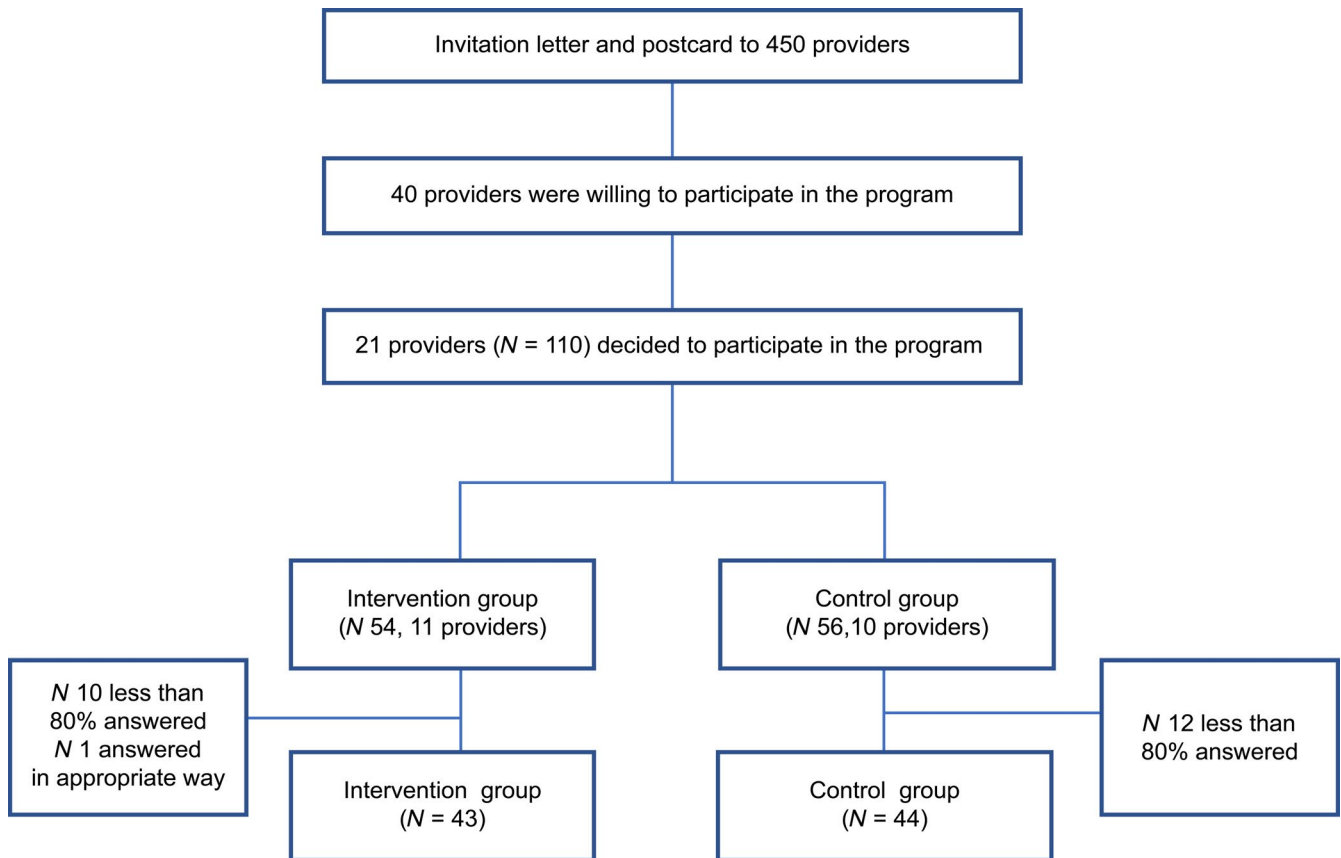 Invitation letter and postcard to 450 providers
40 providers were willing to participate in the program
21 providers (N = 110) decided to participate in the program
Intervention group
(N 54, 11 providers)
Control group
(N 56,10 providers)
N 10 less than
80% answered
N 1 answered
in appropriate way
N 12 less than
80% answered
Intervention group
(N = 43)
Control group
(N = 44)